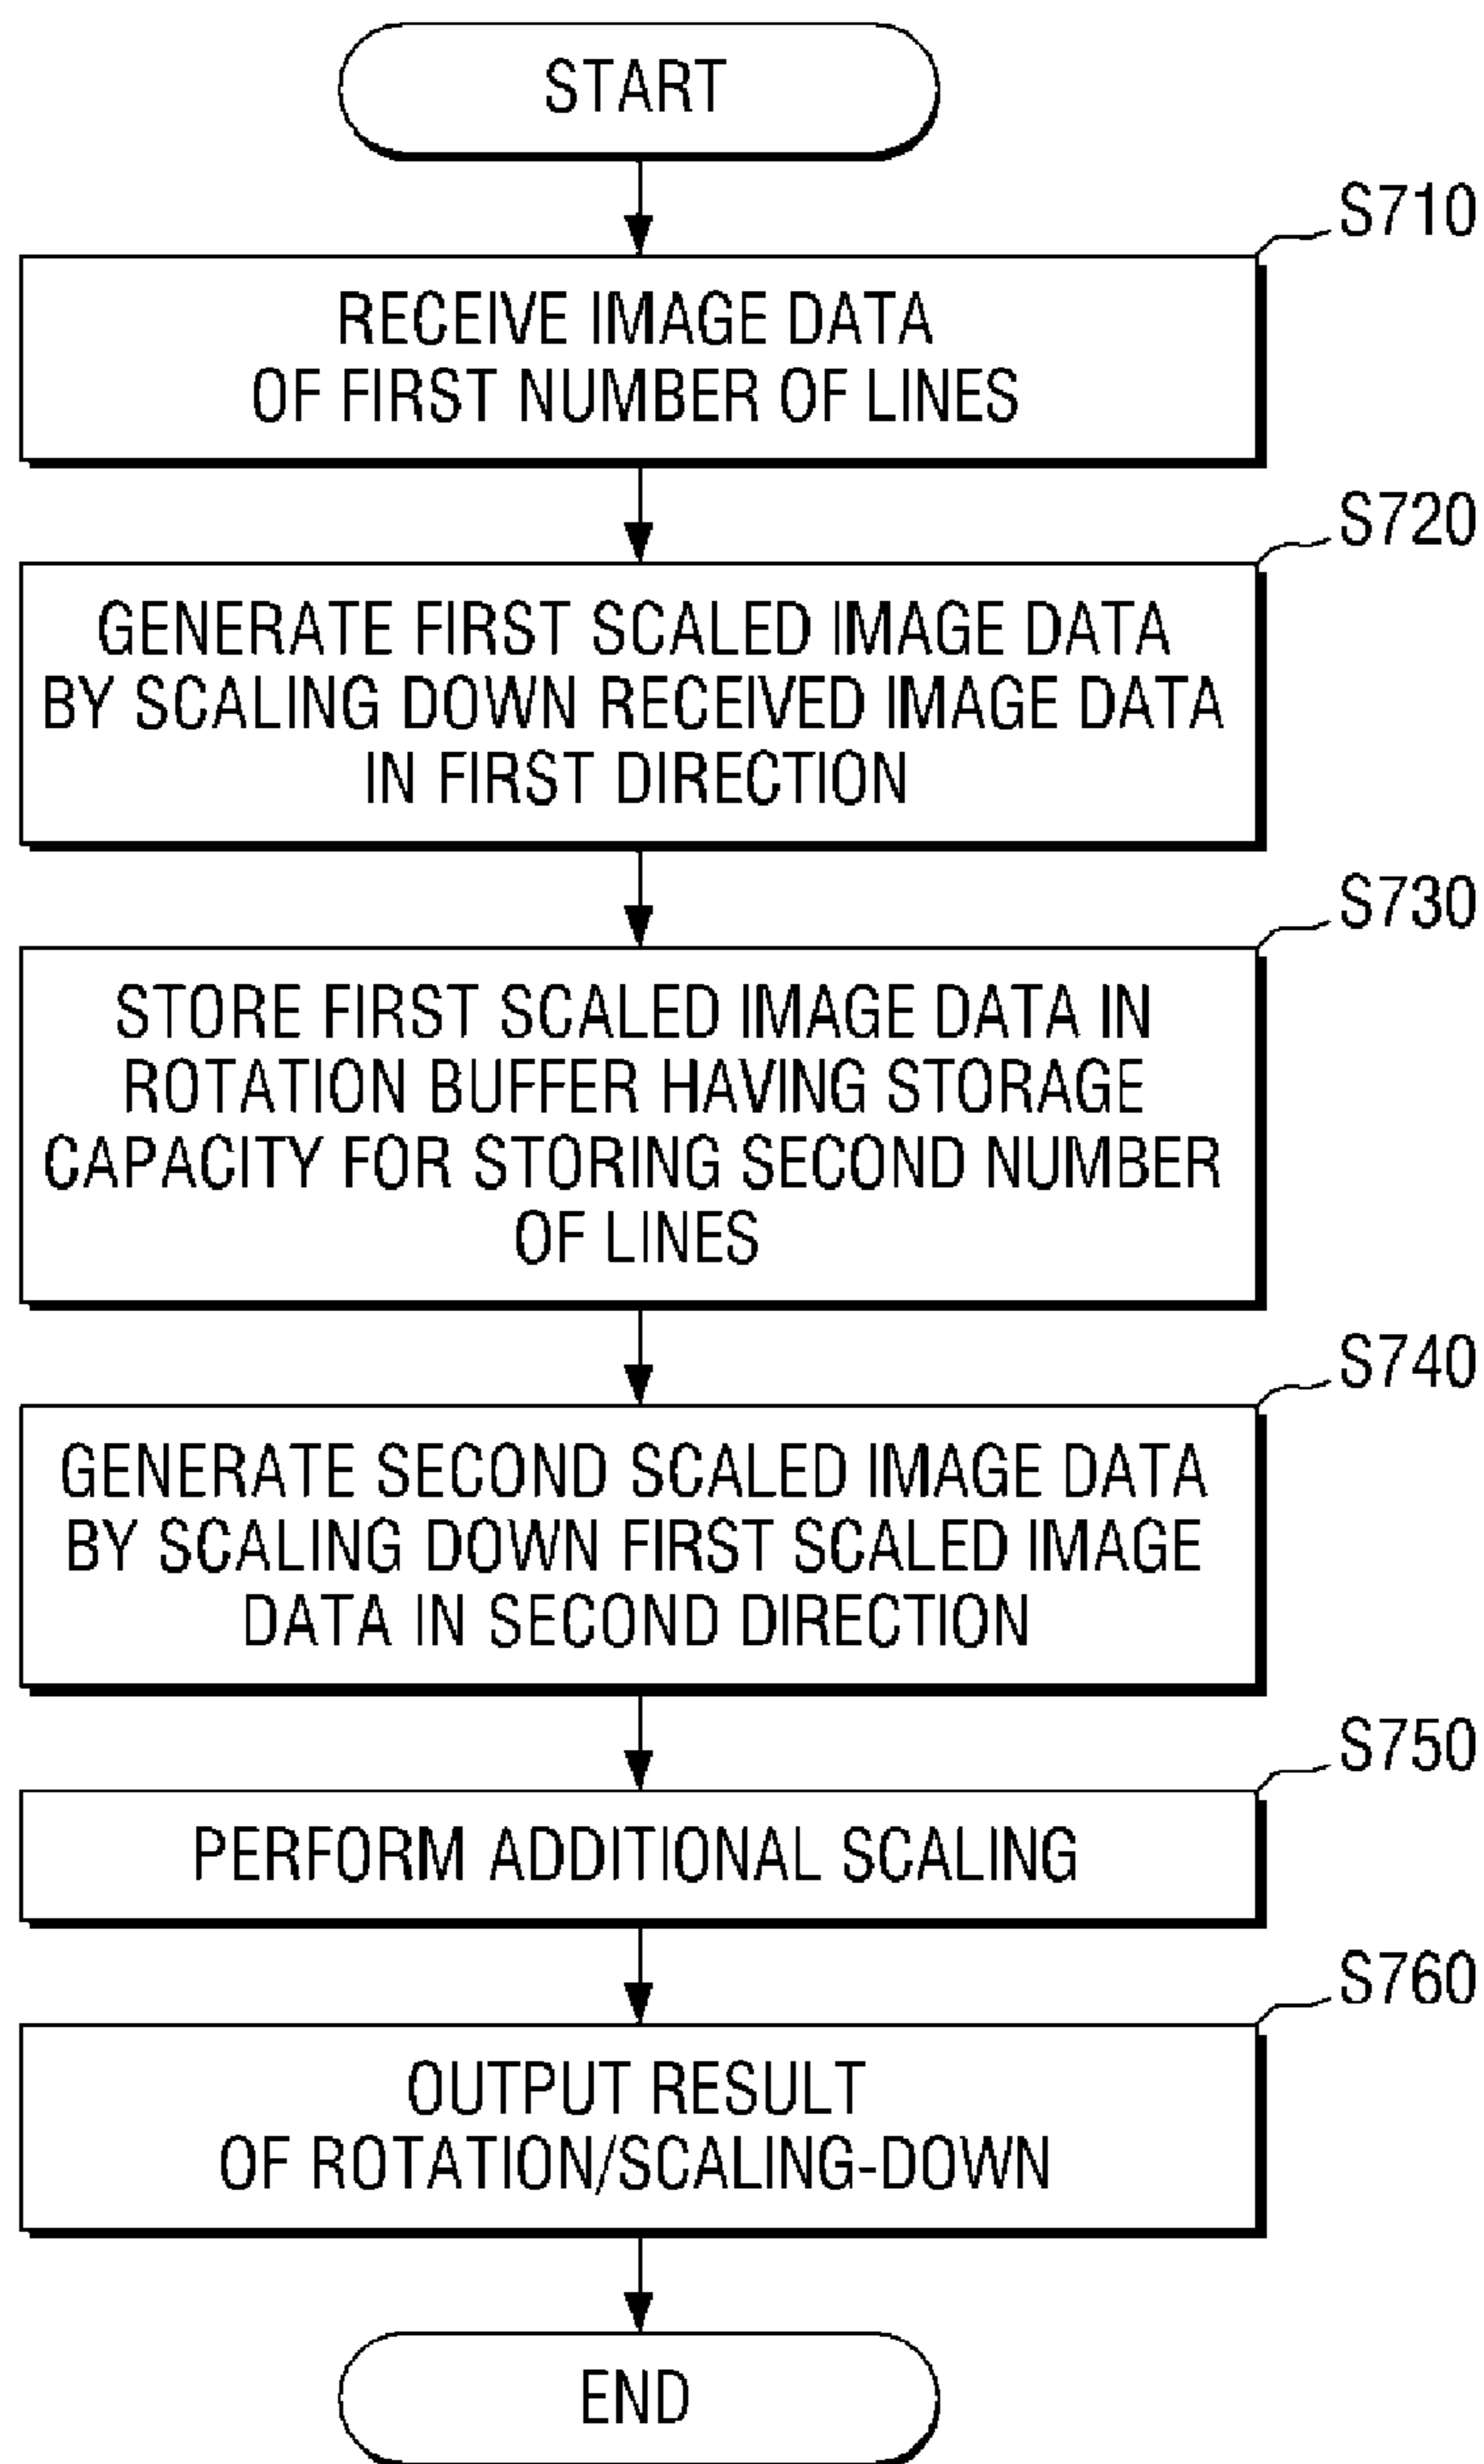 START
S710
RECEIVE IMAGE DATA
OF FIRST NUMBER OF LINES
S720
GENERATE FIRST SCALED IMAGE DATA
BY SCALING DOWN RECEIVED IMAGE DATA
IN FIRST DIRECTION
S730
STORE FIRST SCALED IMAGE DATA IN
ROTATION BUFFER HAVING STORAGE
CAPACITY FOR STORING SECOND NUMBER
OF LINES
S740
GENERATE SECOND SCALED IMAGE DATA
BY SCALING DOWN FIRST SCALED IMAGE
DATA IN SECOND DIRECTION
S750
PERFORM ADDITIONAL SCALING
S760
OUTPUT RESULT
OF ROTATION/SCALING-DOWN
END